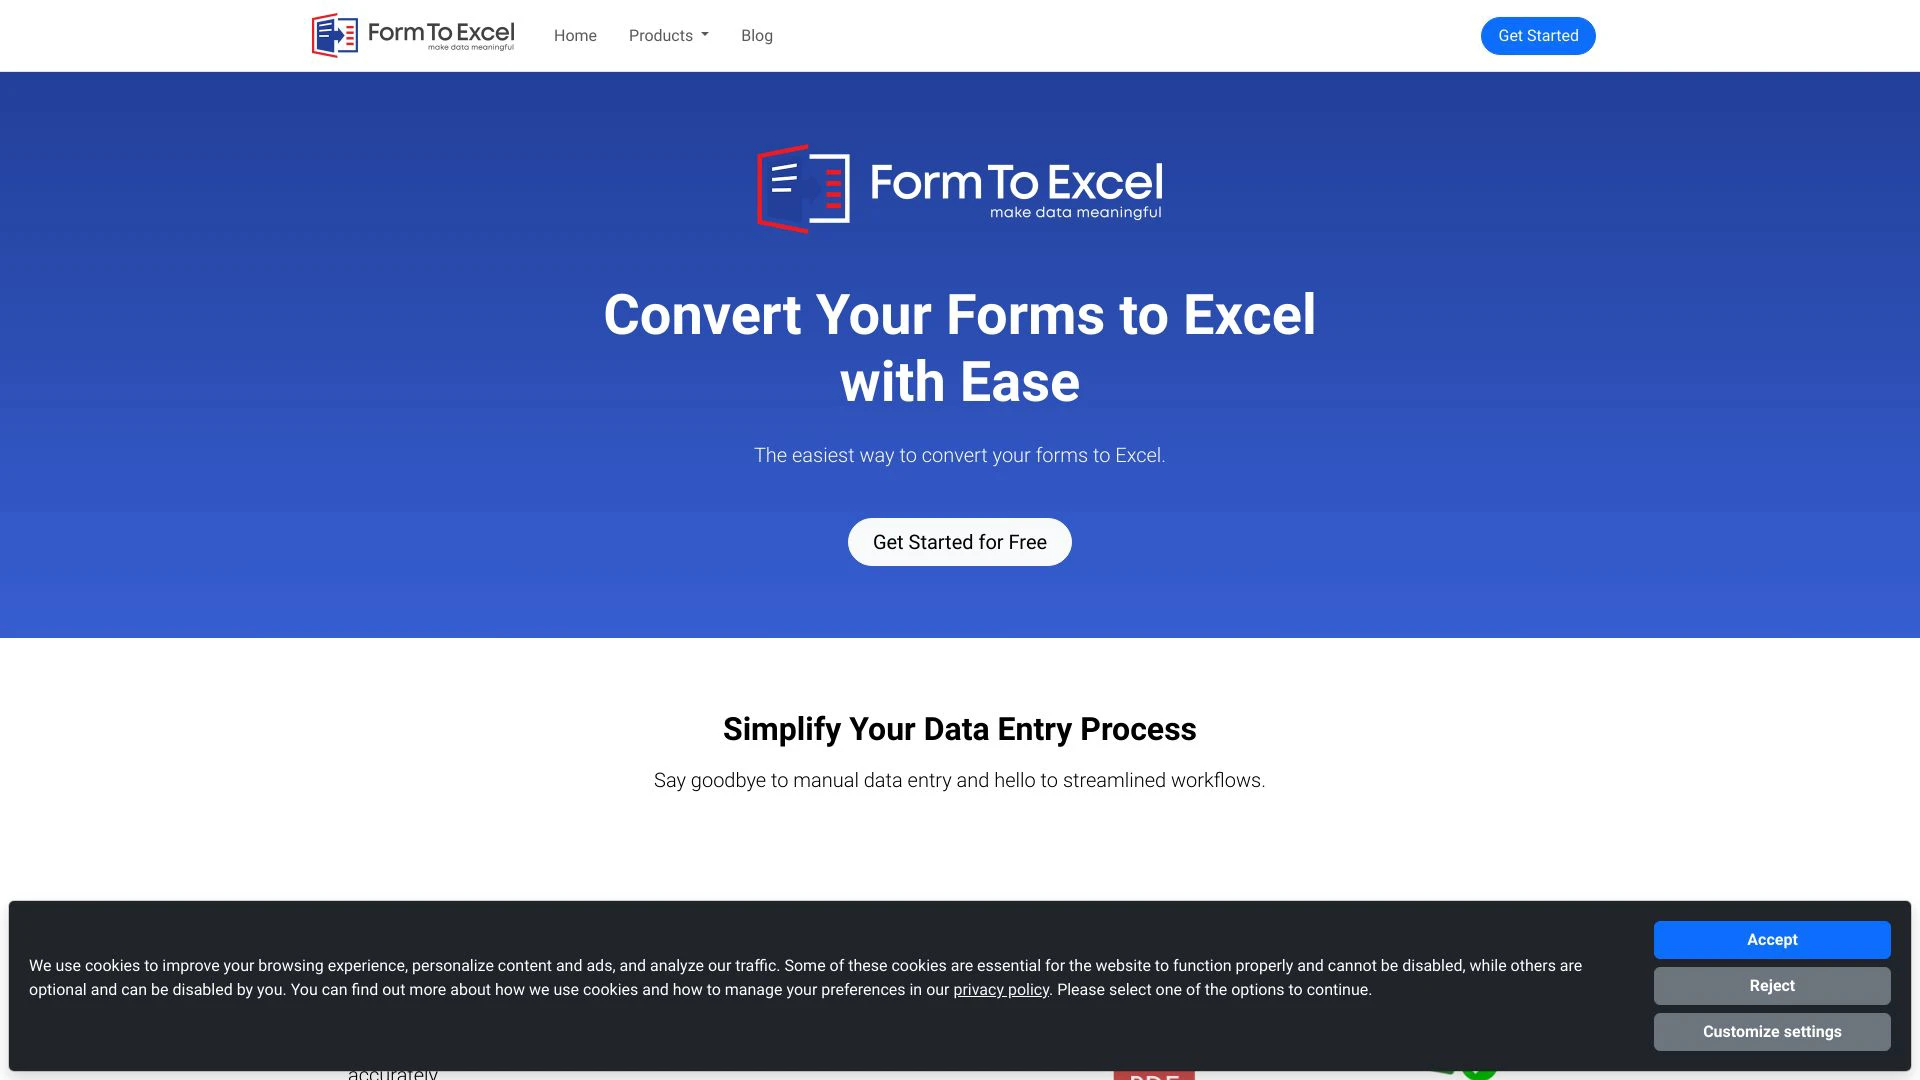 Form To Excel
make data meaningful
Home
Products
Blog
Get Started
Form To Excel
make data meaningful
Convert Your Forms to Excel
with Ease
The easiest way to convert your forms to Excel.
Get Started for Free
Simplify Your Data Entry Process
Say goodbye to manual data entry and hello to streamlined workflows.
We use cookies to improve your browsing experience, personalize content and ads, and analyze our traffic. Some of these cookies are essential for the website to function properly and cannot be disabled, while others are
optional and can be disabled by you. You can find out more about how we use cookies and how to manage your preferences in our privacy policy. Please select one of the options to continue.
Accept
Reject
Customize settings
accurately
PDF